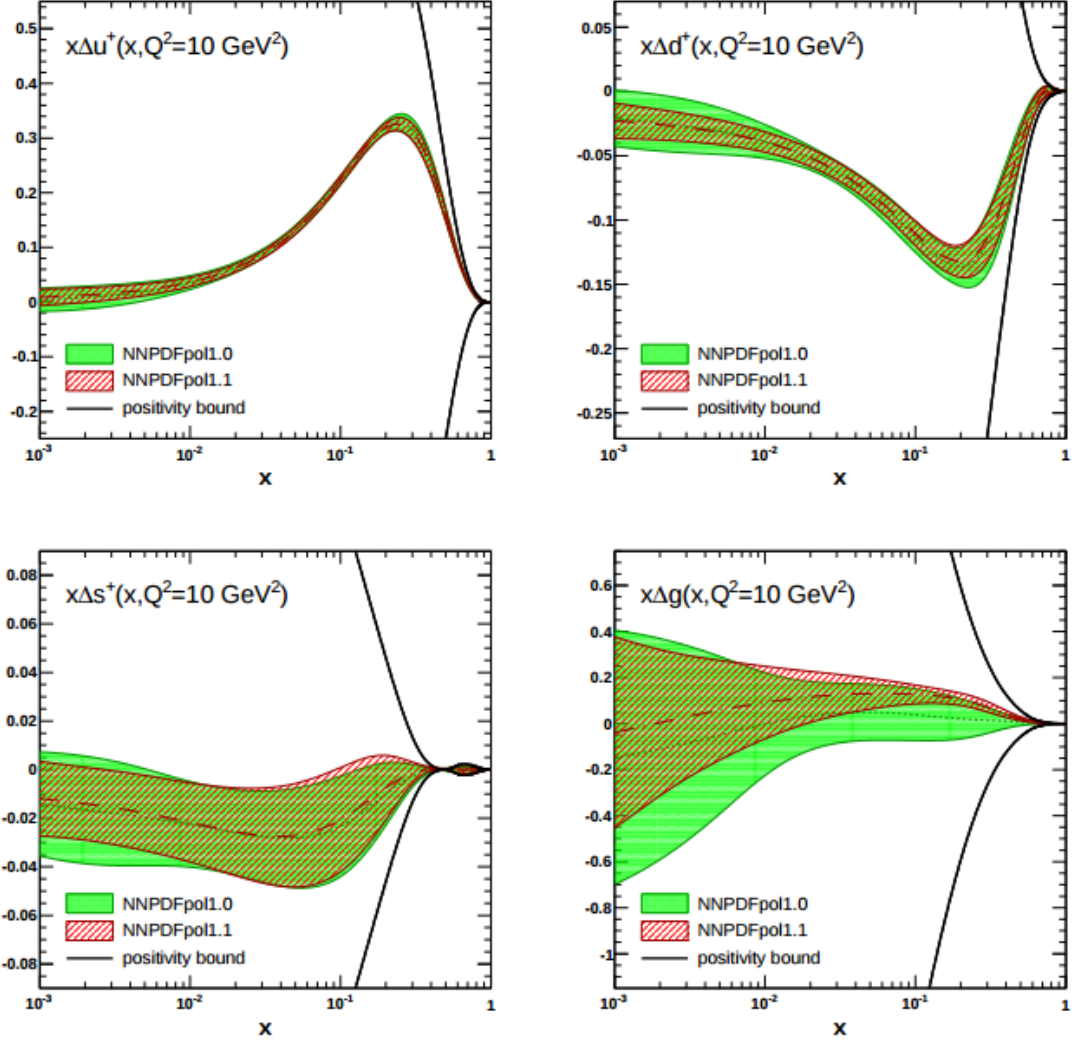 xΔu⁺(x,Q²=10 GeV²)
0.5
0.4
0.3
0.2
0.1
0
-0.1
-0.2
NNPDFpol1.0
NNPDFpol1.1
positivity bound
10⁻³ 10⁻² 10⁻¹ 1
x
xΔd⁺(x,Q²=10 GeV²)
0.05
0
-0.05
-0.1
-0.15
-0.2
-0.25
NNPDFpol1.0
NNPDFpol1.1
positivity bound
10⁻³ 10⁻² 10⁻¹ 1
x
xΔs⁺(x,Q²=10 GeV²)
0.08
0.06
0.04
0.02
0
-0.02
-0.04
-0.06
-0.08
NNPDFpol1.0
NNPDFpol1.1
positivity bound
10⁻³ 10⁻² 10⁻¹ 1
x
xΔg(x,Q²=10 GeV²)
0.6
0.4
0.2
0
-0.2
-0.4
-0.6
-0.8
-1
NNPDFpol1.0
NNPDFpol1.1
positivity bound
10⁻³ 10⁻² 10⁻¹ 1
x